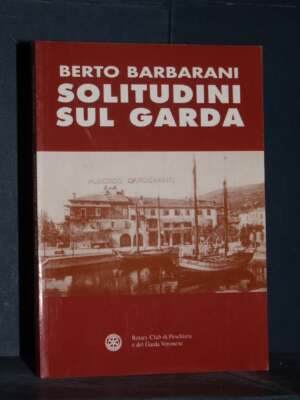 BERTO BARBARANI
SOLITUDINI
SUL GARDA
Rotary Club di Peschiera
e del Garda Veronese